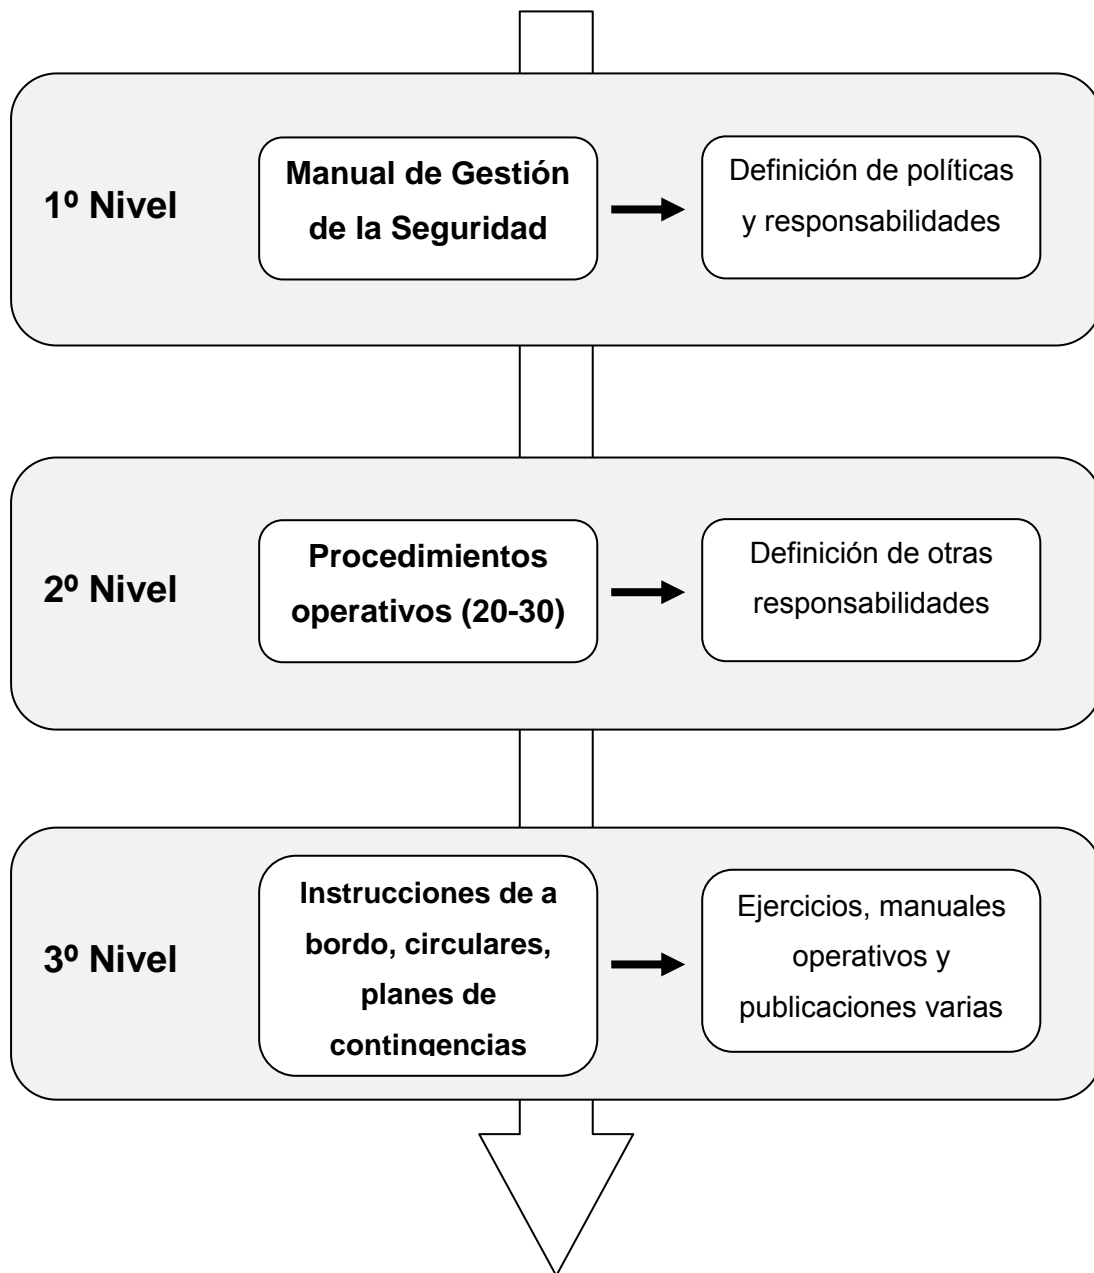 1º Nivel
Manual de Gestión
de la Seguridad
Definición de políticas
y responsabilidades
2º Nivel
Procedimientos
operativos (20-30)
Definición de otras
responsabilidades
3º Nivel
Instrucciones de a
bordo, circulares,
planes de
contingencias
Ejercicios, manuales
operativos y
publicaciones varias